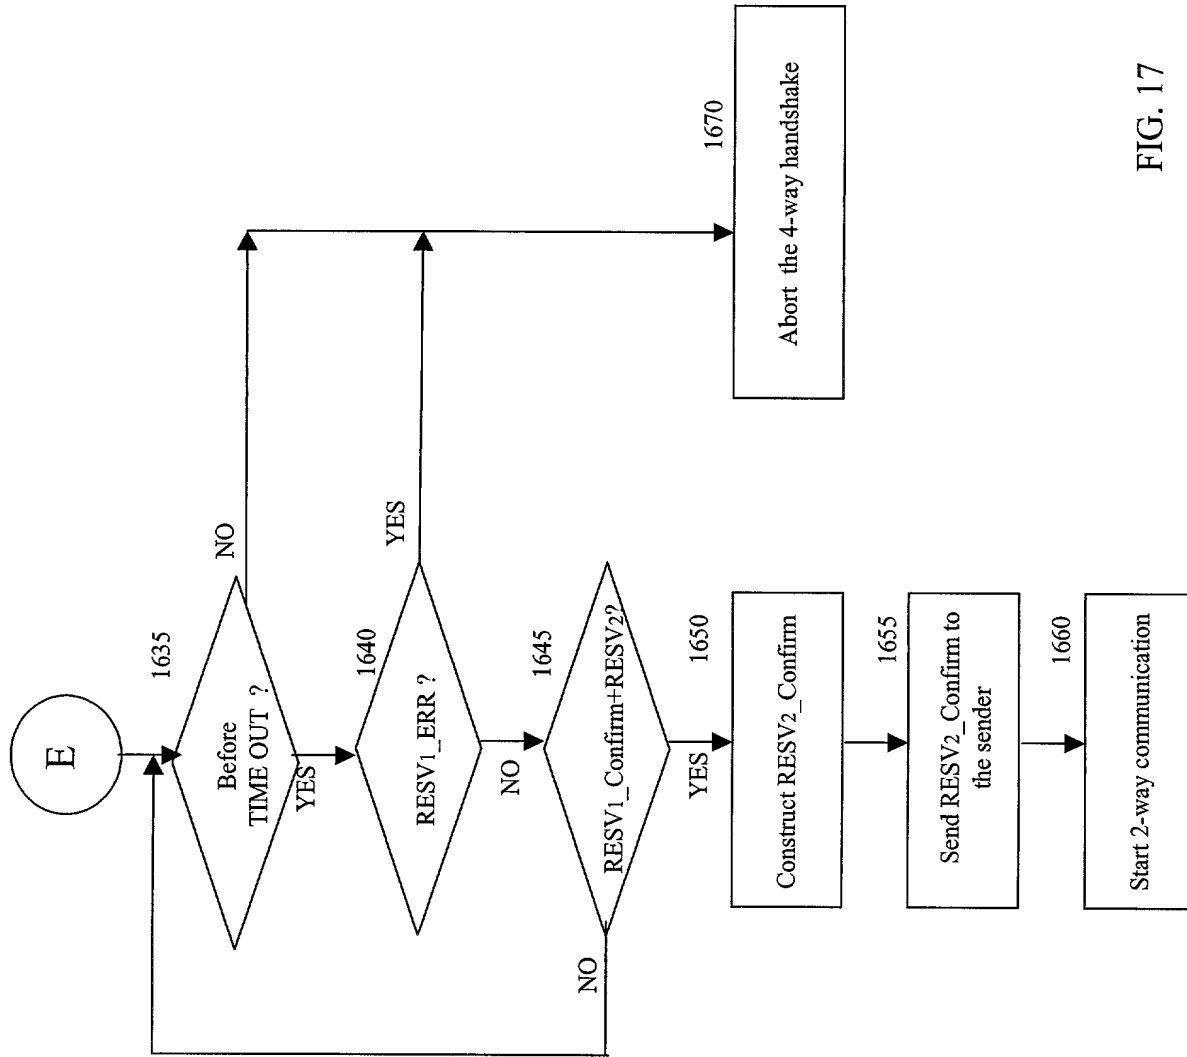 E
1635
Before
TIME OUT ?
NO
YES
1640
RESV1_ERR ?
YES
NO
1645
RESV1_Confirm+RESV2?
NO
YES
1650
Construct RESV2_Confirm
1655
Send RESV2_Confirm to
the sender
1660
Start 2-way communication
1670
Abort the 4-way handshake
FIG. 17